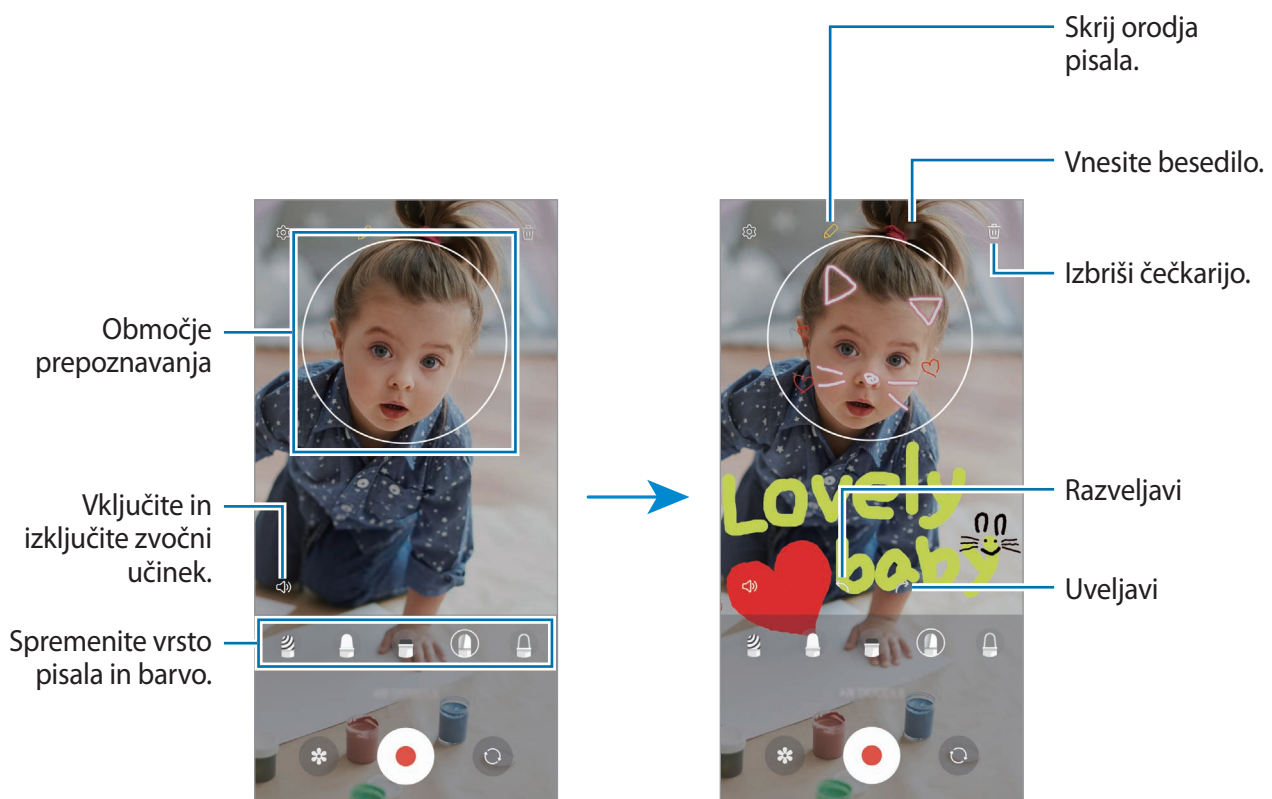 Skrij orodja
pisala.
Vnesite besedilo.
Izbriši čečkarijo.
Območje
prepoznavanja
Vključite in
izključite zvočni
učinek.
Spremenite vrsto
pisala in barvo.
Lovely
baby
Razveljavi
Uveljavi